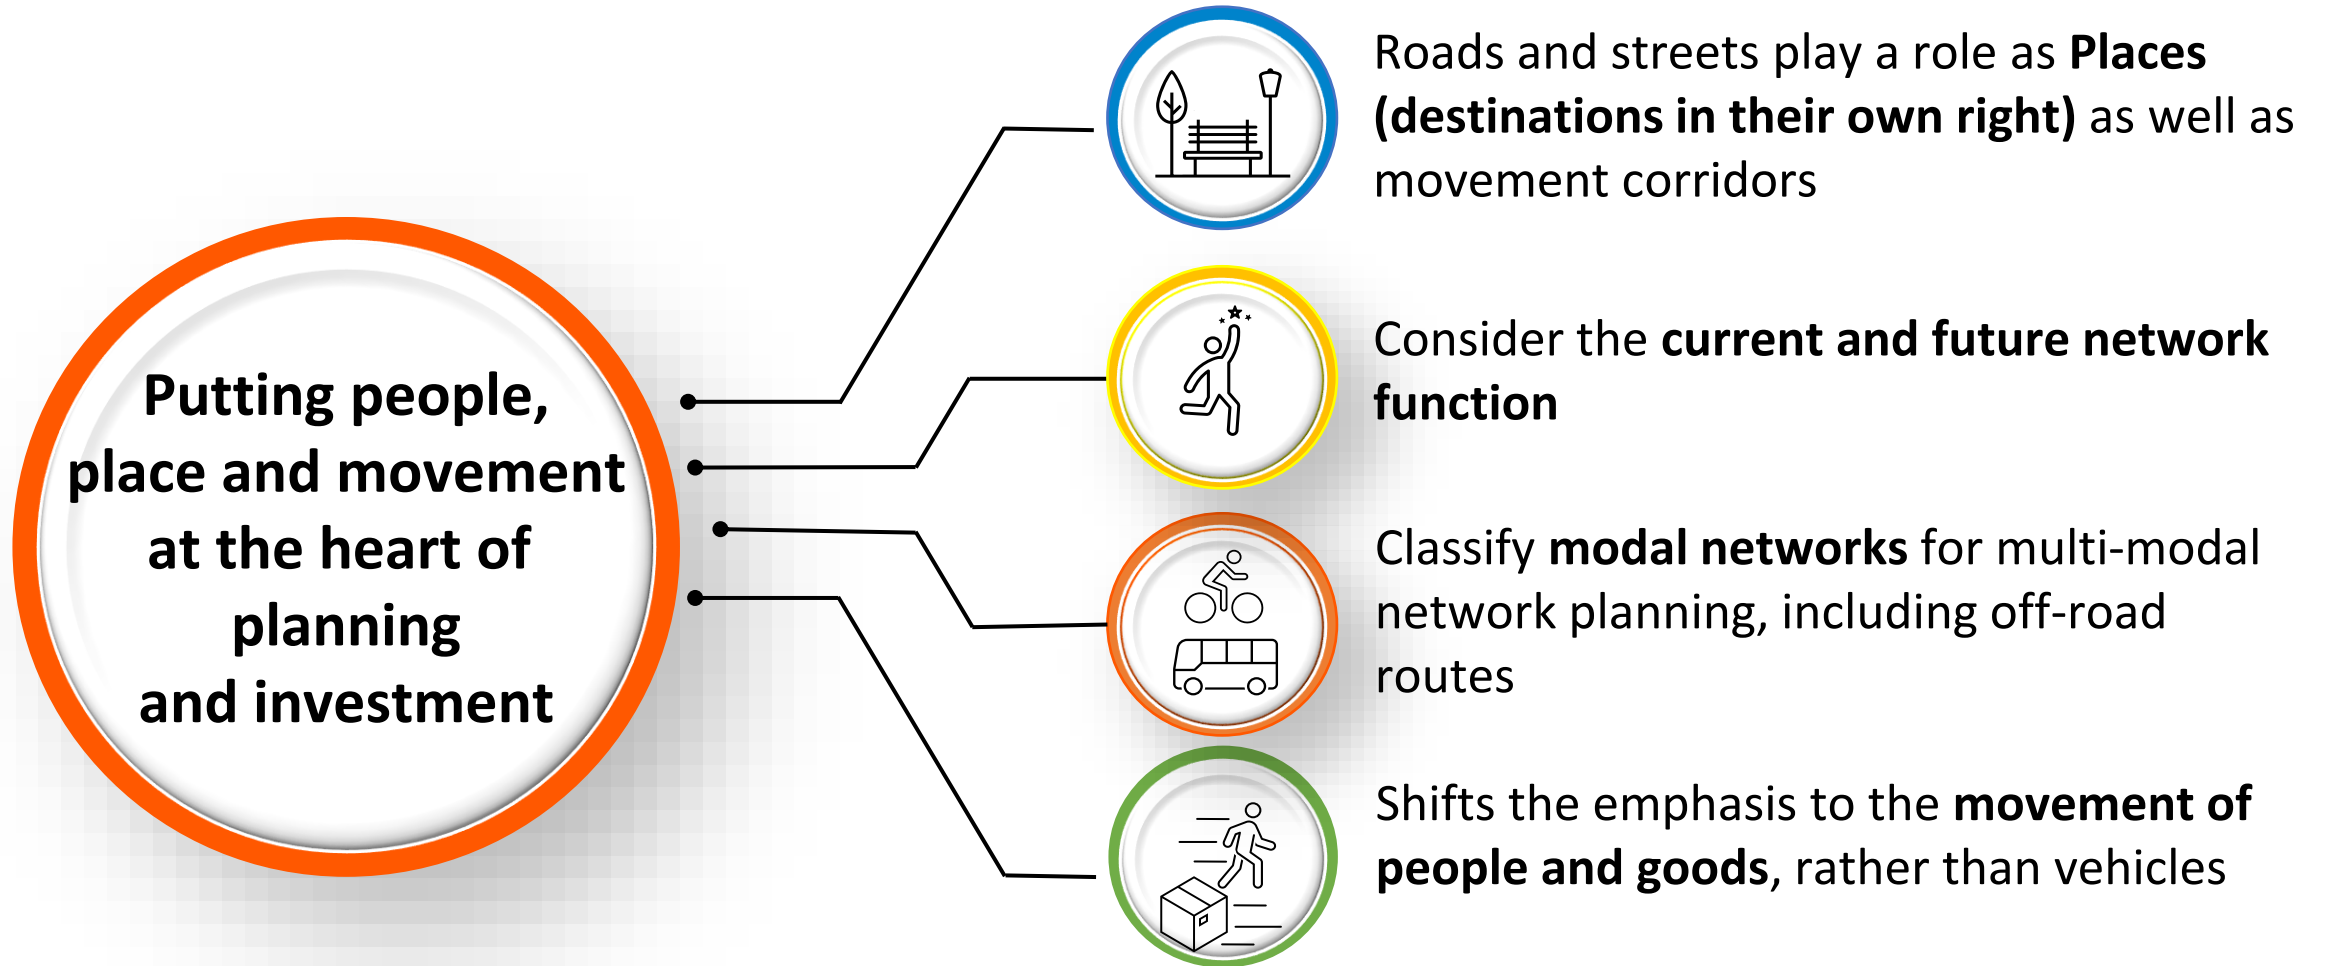 Putting people,
place and movement
at the heart of
planning
and investment
Roads and streets play a role as Places
(destinations in their own right) as well as
movement corridors
Consider the current and future network
function
Classify modal networks for multi-modal
network planning, including off-road
routes
Shifts the emphasis to the movement of
people and goods, rather than vehicles